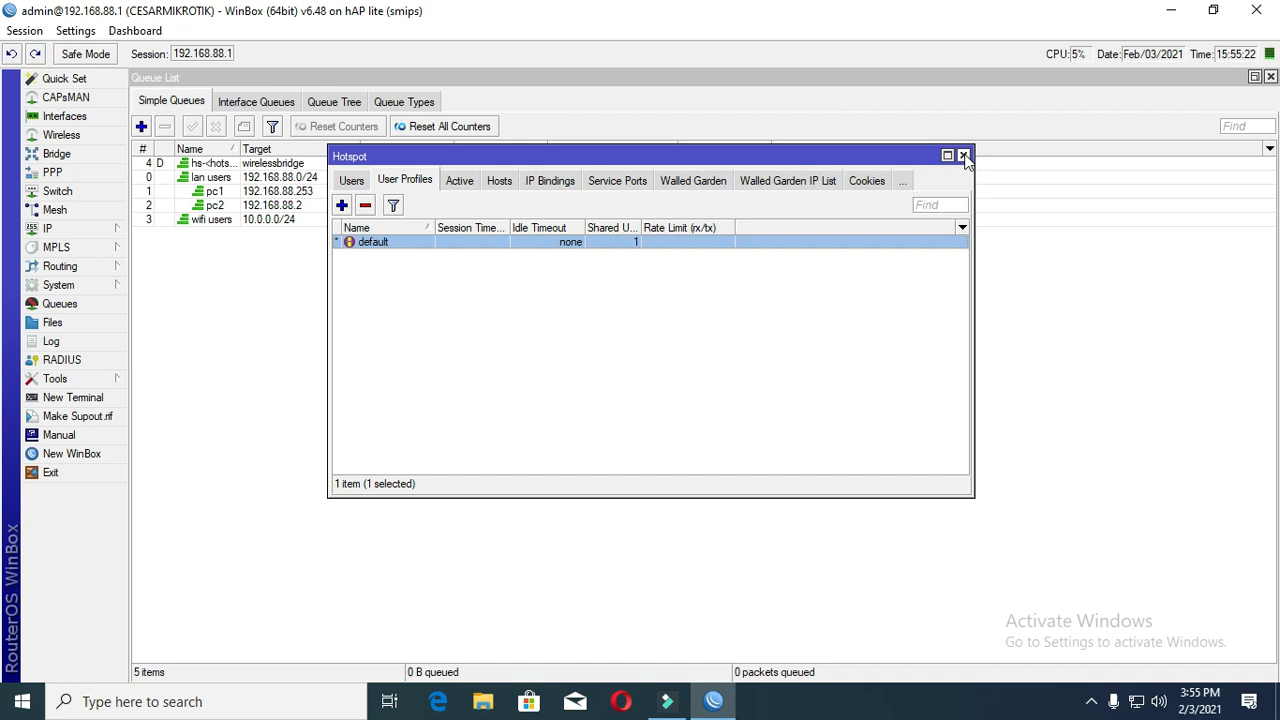 admin@192.168.88.1 (CESARMIKROTIK) - WinBox (64bit) v6.48 on hAP lite (smips)
Session Settings Dashboard
Safe Mode Session: 192.168.88.1 CPU: 5% Date: Feb/03/2021 Time: 15:55:22
Quick Set
CAPsMAN
Interfaces
Wireless
Bridge
PPP
Switch
Mesh
IP
MPLS
Routing
System
Queues
Files
Log
RADIUS
Tools
New Terminal
Make Supout.rif
Manual
New WinBox
Exit
RouterOS WinBox
Queue List
Simple Queues Interface Queues Queue Tree Queue Types
Reset Counters Reset All Counters Find
# Name Target
4 D hs-<hots... wirelessbridge
0 lan users 192.168.88.0/24
1 pc1 192.168.88.253
2 pc2 192.168.88.2
3 wifi users 10.0.0.0/24
Hotspot
Users User Profiles Active Hosts IP Bindings Service Ports Walled Garden Walled Garden IP List Cookies ...
Find
Name Session Time... Idle Timeout Shared U... Rate Limit (rx/tx)
* default none 1
1 item (1 selected)
Activate Windows
Go to Settings to activate Windows.
5 items 0 B queued 0 packets queued
Type here to search
3:55 PM
2/3/2021